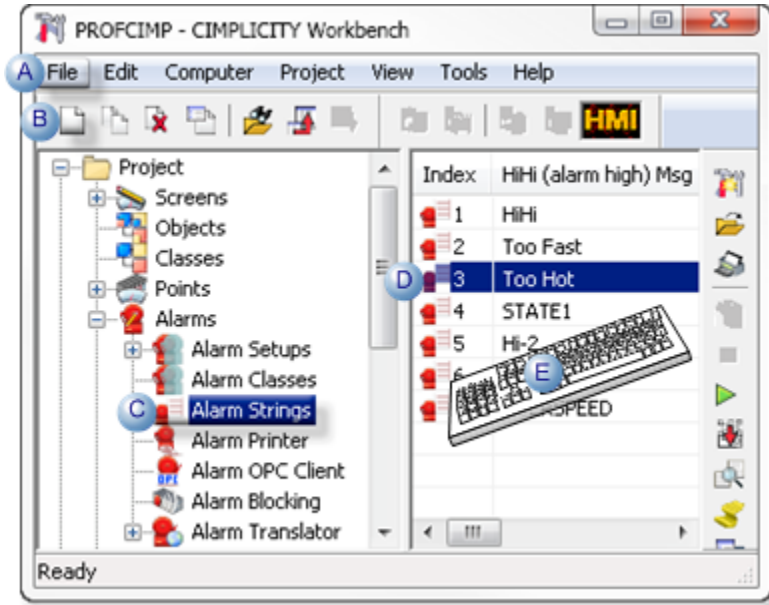 PROFCIMP - CIMPLICITY Workbench
A File Edit Computer Project View Tools Help
B HMI
Project
Screens
Objects
Classes
Points
Alarms
Alarm Setups
Alarm Classes
C Alarm Strings
Alarm Printer
OPC Alarm OPC Client
Alarm Blocking
Alarm Translator
Index HiHi (alarm high) Msg
1 HiHi
2 Too Fast
D 3 Too Hot
4 STATE1
5 Hi-2
E
Ready